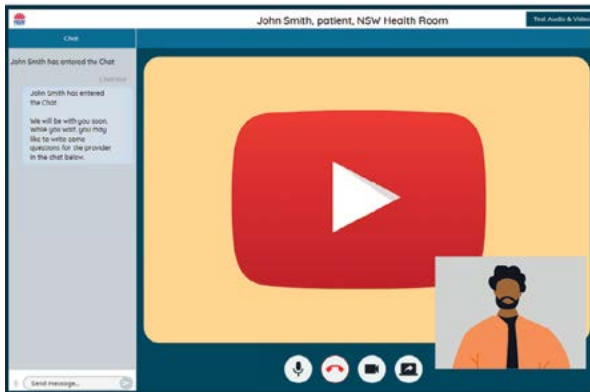 John Smith, patient, NSW Health Room
Test Audio & Video
Chat
John Smith has entered the Chat
John Smith has entered
the Chat.
We will be with you soon.
While you wait, you may
like to write some
questions for the provider
in the chat below.
Send message...